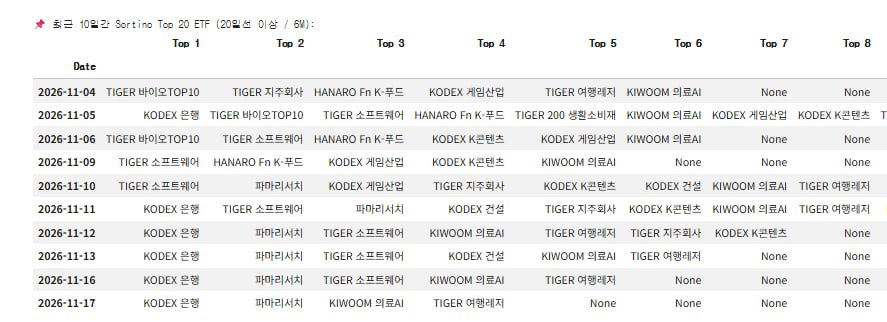 📌 최근 10일간 Sortino Top 20 ETF (20일선 이상 / 6M):
Top 1 Top 2 Top 3 Top 4 Top 5 Top 6 Top 7 Top 8
Date
2026-11-04 TIGER 바이오TOP10 TIGER 지주회사 HANARO Fn K-푸드 KODEX 게임산업 TIGER 여행레저 KIWOOM 의료AI None None
2026-11-05 KODEX 은행 TIGER 바이오TOP10 TIGER 소프트웨어 HANARO Fn K-푸드 TIGER 200 생활소비재 KIWOOM 의료AI KODEX 게임산업 KODEX K콘텐츠 T
2026-11-06 TIGER 바이오TOP10 TIGER 소프트웨어 HANARO Fn K-푸드 KODEX K콘텐츠 KODEX 게임산업 KIWOOM 의료AI None None
2026-11-09 TIGER 소프트웨어 HANARO Fn K-푸드 KODEX 게임산업 KODEX K콘텐츠 KIWOOM 의료AI None None None
2026-11-10 TIGER 소프트웨어 파마리서치 KODEX 게임산업 TIGER 지주회사 KODEX K콘텐츠 KODEX 건설 KIWOOM 의료AI TIGER 여행레저
2026-11-11 KODEX 은행 TIGER 소프트웨어 파마리서치 KODEX 건설 TIGER 지주회사 KODEX K콘텐츠 KIWOOM 의료AI TIGER 여행레저
2026-11-12 KODEX 은행 파마리서치 TIGER 소프트웨어 KIWOOM 의료AI TIGER 여행레저 TIGER 지주회사 KODEX K콘텐츠 None
2026-11-13 KODEX 은행 파마리서치 TIGER 소프트웨어 KODEX 건설 KIWOOM 의료AI TIGER 여행레저 None None
2026-11-16 KODEX 은행 파마리서치 TIGER 소프트웨어 KIWOOM 의료AI TIGER 여행레저 None None None
2026-11-17 KODEX 은행 파마리서치 KIWOOM 의료AI TIGER 여행레저 None None None None